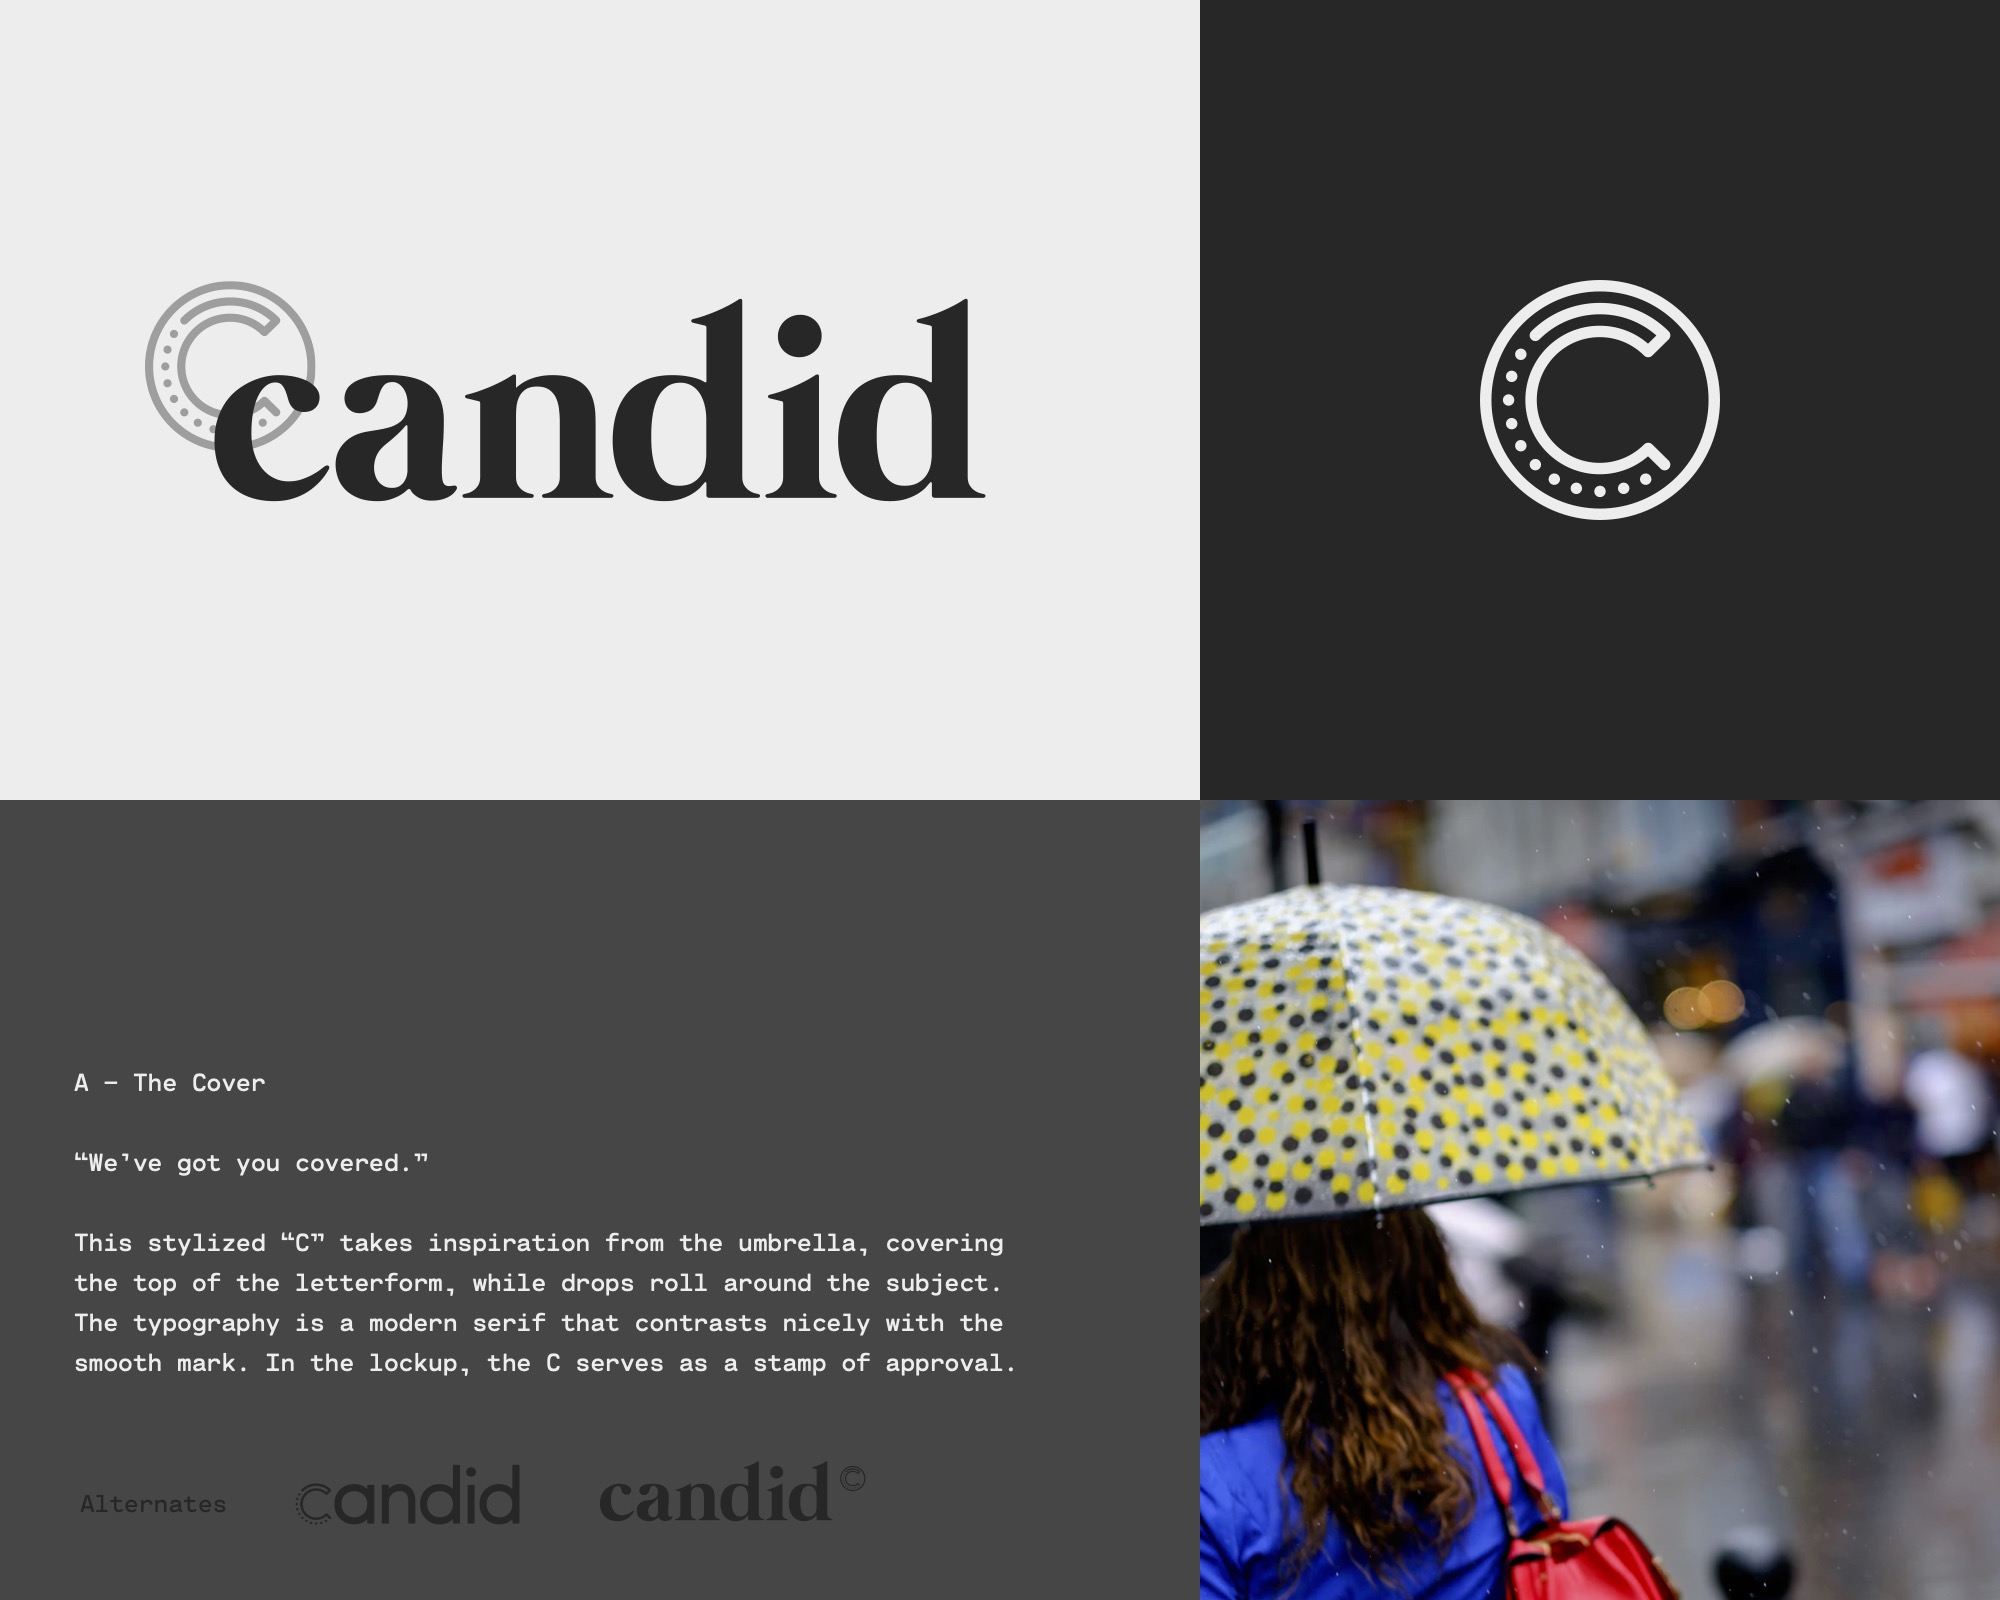 candid
C
A – The Cover
“We’ve got you covered.”
This stylized “C” takes inspiration from the umbrella, covering
the top of the letterform, while drops roll around the subject.
The typography is a modern serif that contrasts nicely with the
smooth mark. In the lockup, the C serves as a stamp of approval.
Alternates candid candid©